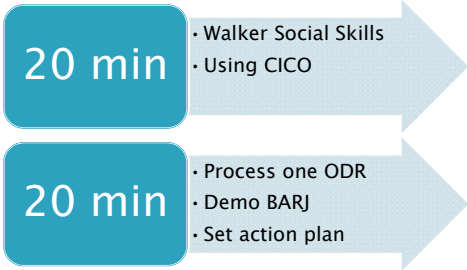 20 min
• Walker Social Skills
• Using CICO
20 min
• Process one ODR
• Demo BARJ
• Set action plan